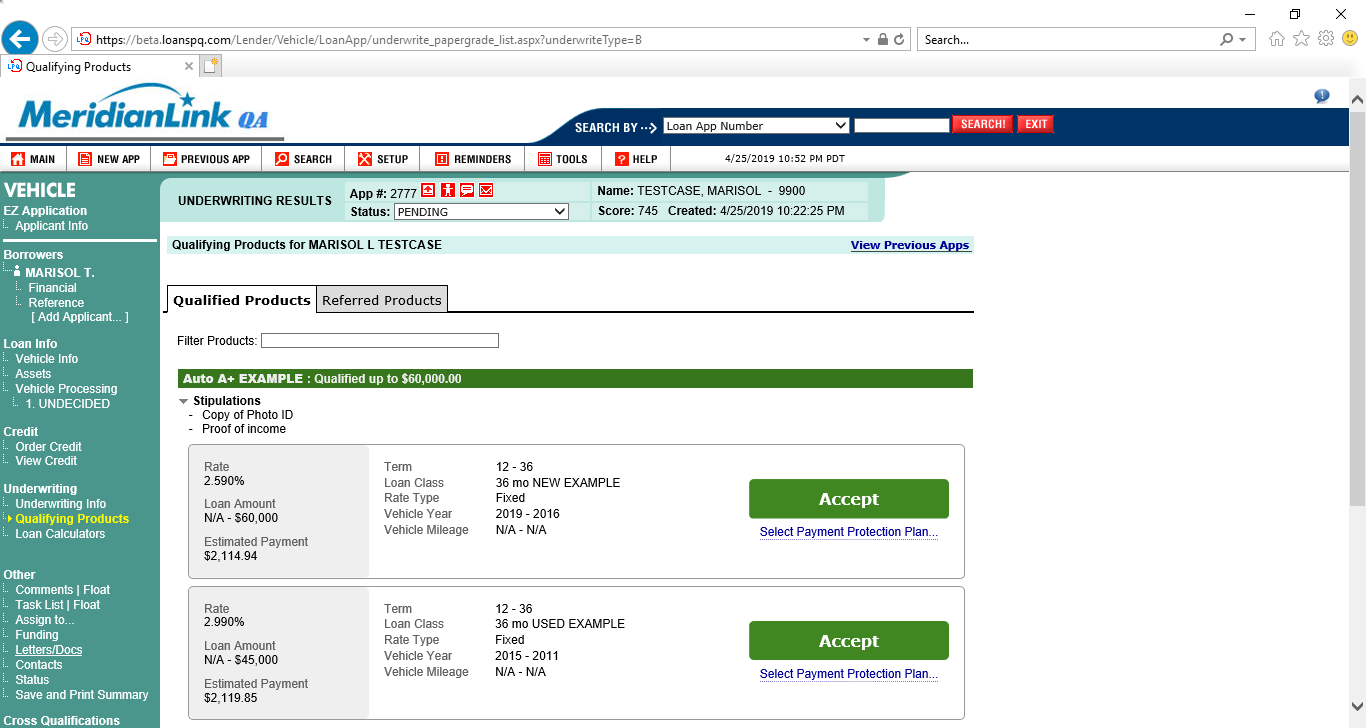 https://beta.loanspq.com/Lender/Vehicle/LoanApp/underwrite_papergrade_list.aspx?underwriteType=B
Search...
Qualifying Products
MeridianLink QA
SEARCH BY Loan App Number SEARCH! EXIT
MAIN NEW APP PREVIOUS APP SEARCH SETUP REMINDERS TOOLS HELP 4/25/2019 10:52 PM PDT
VEHICLE
EZ Application
Applicant Info
Borrowers
MARISOL T.
Financial
Reference
[ Add Applicant... ]
Loan Info
Vehicle Info
Assets
Vehicle Processing
1. UNDECIDED
Credit
Order Credit
View Credit
Underwriting
Underwriting Info
Qualifying Products
Loan Calculators
Other
Comments | Float
Task List | Float
Assign to...
Funding
Letters/Docs
Contacts
Status
Save and Print Summary
Cross Qualifications
UNDERWRITING RESULTS
App #: 2777
Status: PENDING
Name: TESTCASE, MARISOL - 9900
Score: 745 Created: 4/25/2019 10:22:25 PM
Qualifying Products for MARISOL L TESTCASE View Previous Apps
Qualified Products Referred Products
Filter Products:
Auto A+ EXAMPLE : Qualified up to $60,000.00
Stipulations
- Copy of Photo ID
- Proof of income
Rate
2.590%
Loan Amount
N/A - $60,000
Estimated Payment
$2,114.94
Term 12 - 36
Loan Class 36 mo NEW EXAMPLE
Rate Type Fixed
Vehicle Year 2019 - 2016
Vehicle Mileage N/A - N/A
Accept
Select Payment Protection Plan...
Rate
2.990%
Loan Amount
N/A - $45,000
Estimated Payment
$2,119.85
Term 12 - 36
Loan Class 36 mo USED EXAMPLE
Rate Type Fixed
Vehicle Year 2015 - 2011
Vehicle Mileage N/A - N/A
Accept
Select Payment Protection Plan...